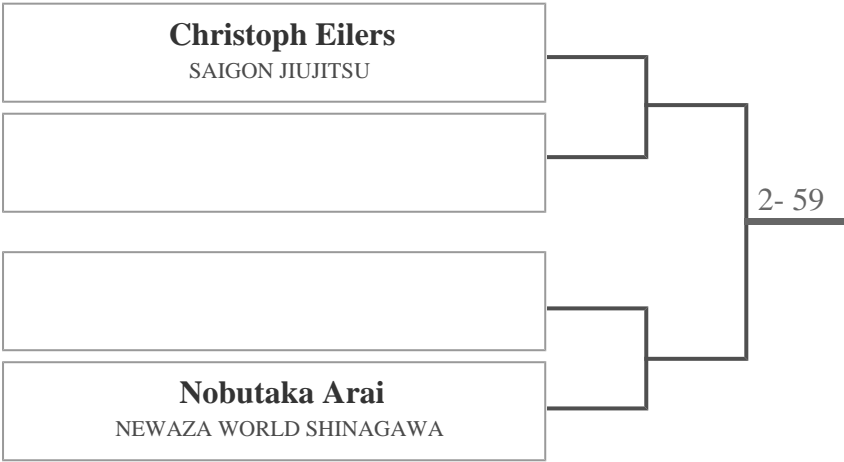 Christoph Eilers
SAIGON JIUJITSU
2- 59
Nobutaka Arai
NEWAZA WORLD SHINAGAWA